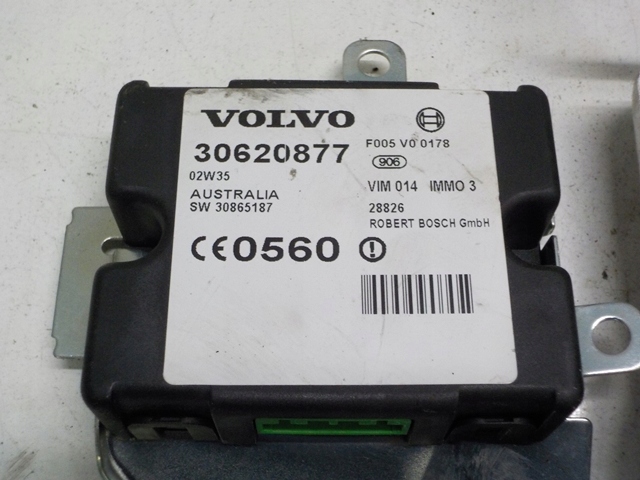 VOLVO
30620877
02W35
AUSTRALIA
SW 30865187
CE0560
F005 V0 0178
906
VIM 014 IMMO 3
28826
ROBERT BOSCH GmbH